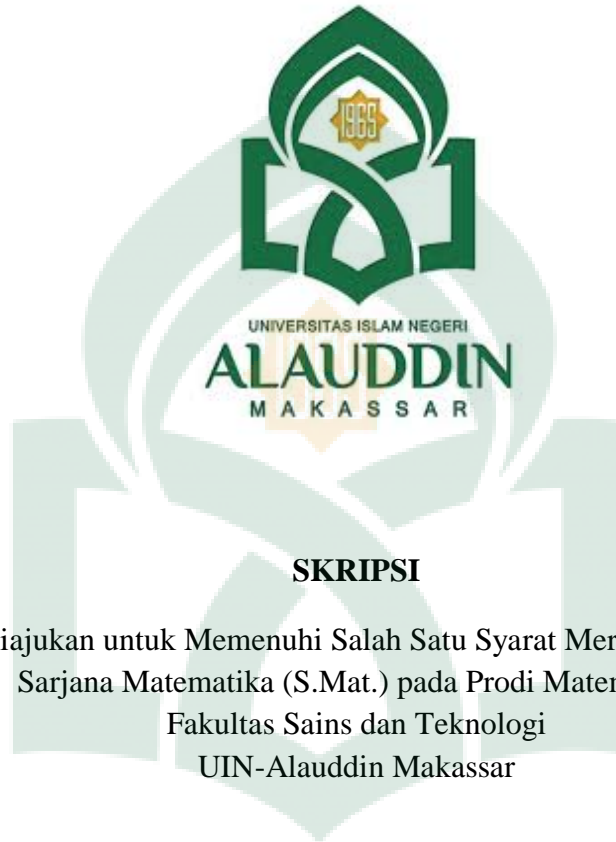 1965
UNIVERSITAS ISLAM NEGERI
ALAUDDIN
MAKASSAR
SKRIPSI
untuk Memenuhi Salah Satu Syarat
Sarjana Matematika (S.Mat.) pada Prodi
Fakultas Sains dan Teknologi
UIN-Alauddin Makassar